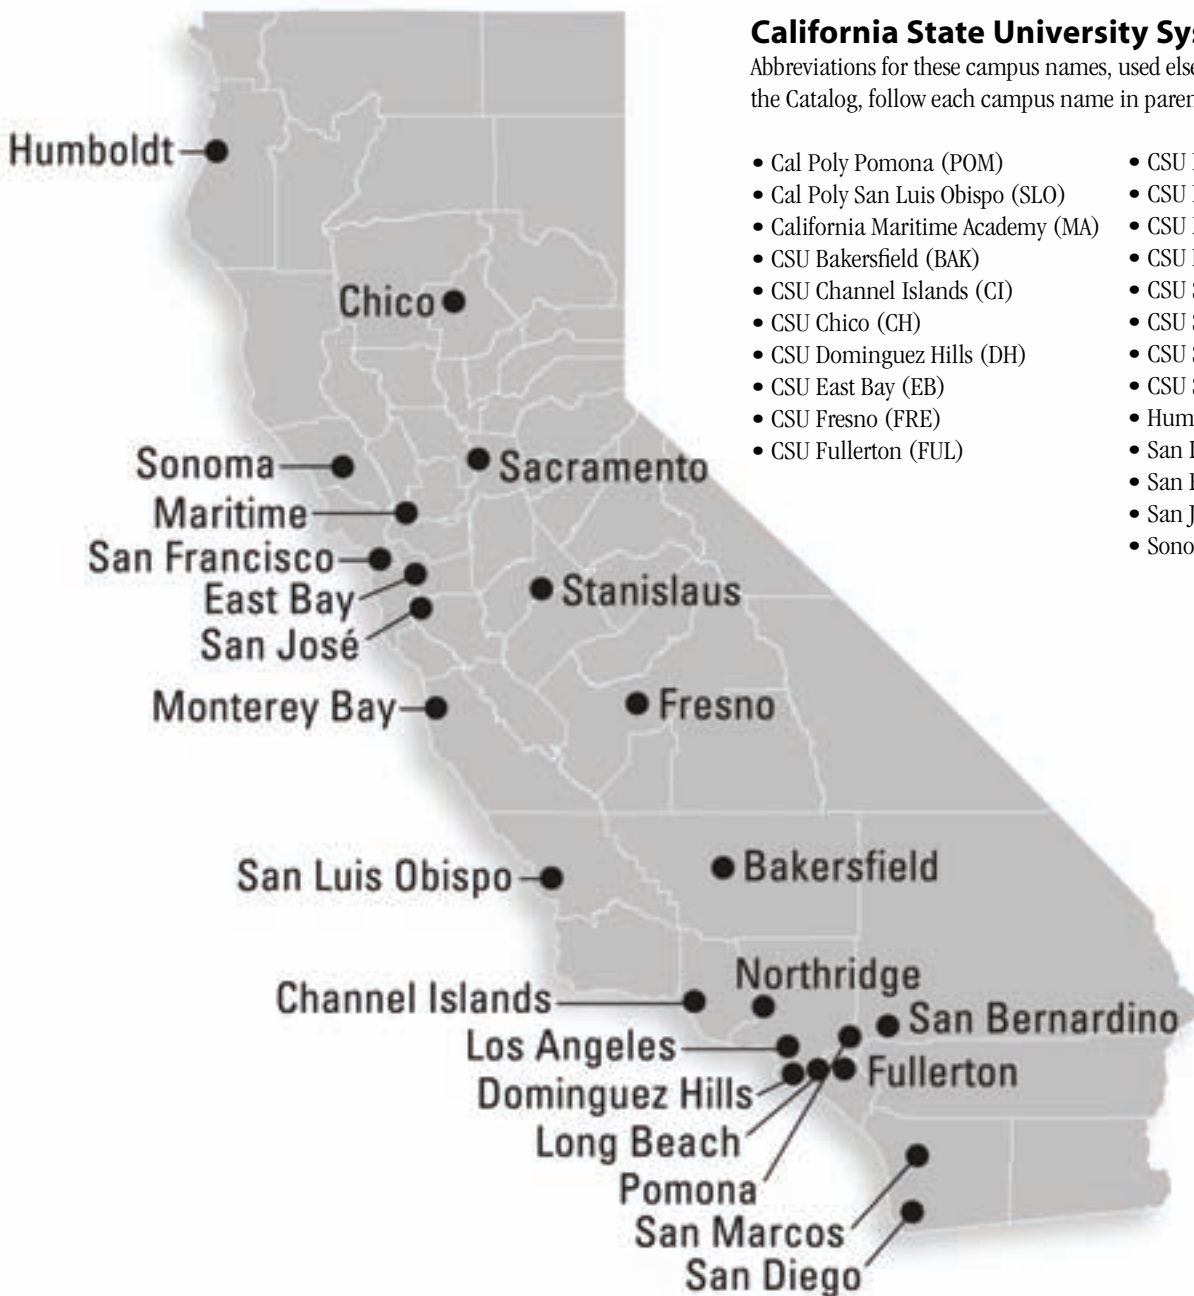 California State University Sys
Abbreviations for these campus names, used else
the Catalog, follow each campus name in paren
• Cal Poly Pomona (POM)
• Cal Poly San Luis Obispo (SLO)
• California Maritime Academy (MA)
• CSU Bakersfield (BAK)
• CSU Channel Islands (CI)
• CSU Chico (CH)
• CSU Dominguez Hills (DH)
• CSU East Bay (EB)
• CSU Fresno (FRE)
• CSU Fullerton (FUL)
• CSU
• CSU
• CSU
• CSU
• CSU S
• CSU S
• CSU S
• CSU S
• Hum
• San
• San
• San J
• Sono
Humboldt
Chico
Sonoma
Sacramento
Maritime
San Francisco
East Bay
Stanislaus
San José
Monterey Bay
Fresno
San Luis Obispo
Bakersfield
Northridge
Channel Islands
San Bernardino
Los Angeles
Fullerton
Dominguez Hills
Long Beach
Pomona
San Marcos
San Diego